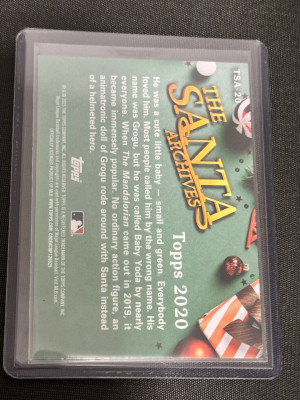 TSA-20
THE
SANTA
ARCHIVES
Topps 2020
He was a cute little baby — small and green. Everybody
loved him. Most people called him by the wrong name. His
name was Grogu, but he was called Baby Yoda by nearly
everyone. When The Mandalorian came out in 2019, it
became immensely popular. No ordinary action figure, an
animatronic doll of Grogu rode around with Santa instead
of a helmeted hero.
TOPPS